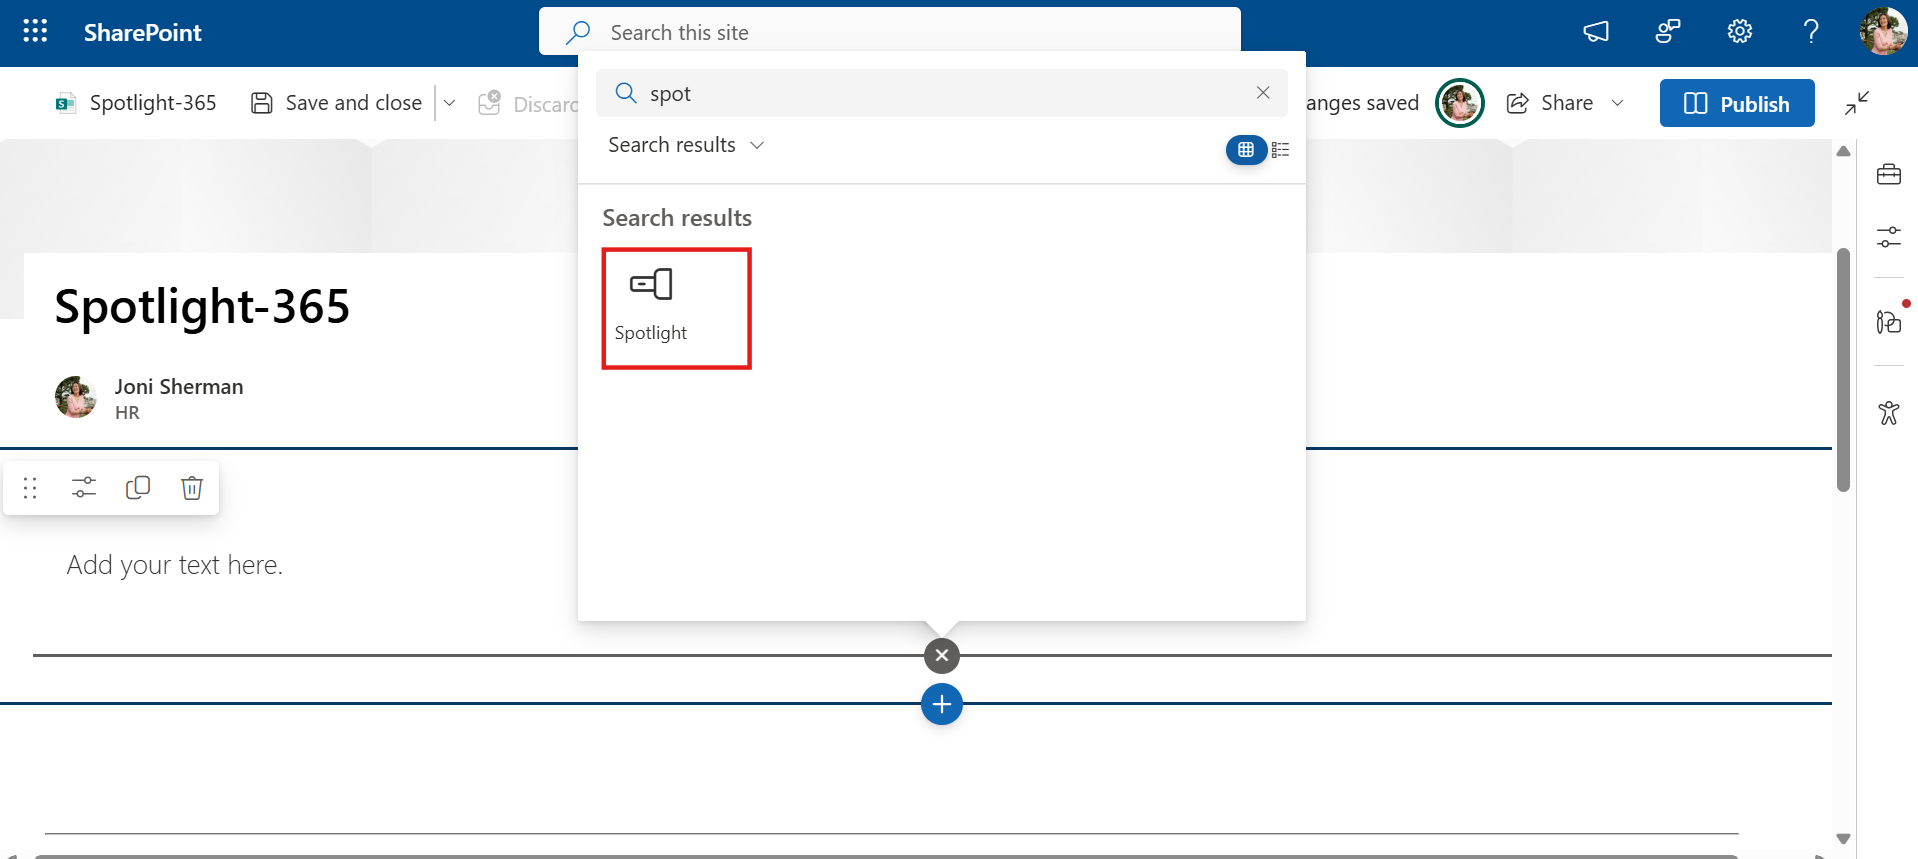 SharePoint
Search this site
Spotlight-365
Save and close
Discard
spot
anges saved
Share
Publish
Search results
Search results
Spotlight
Spotlight-365
Joni Sherman
HR
Add your text here.